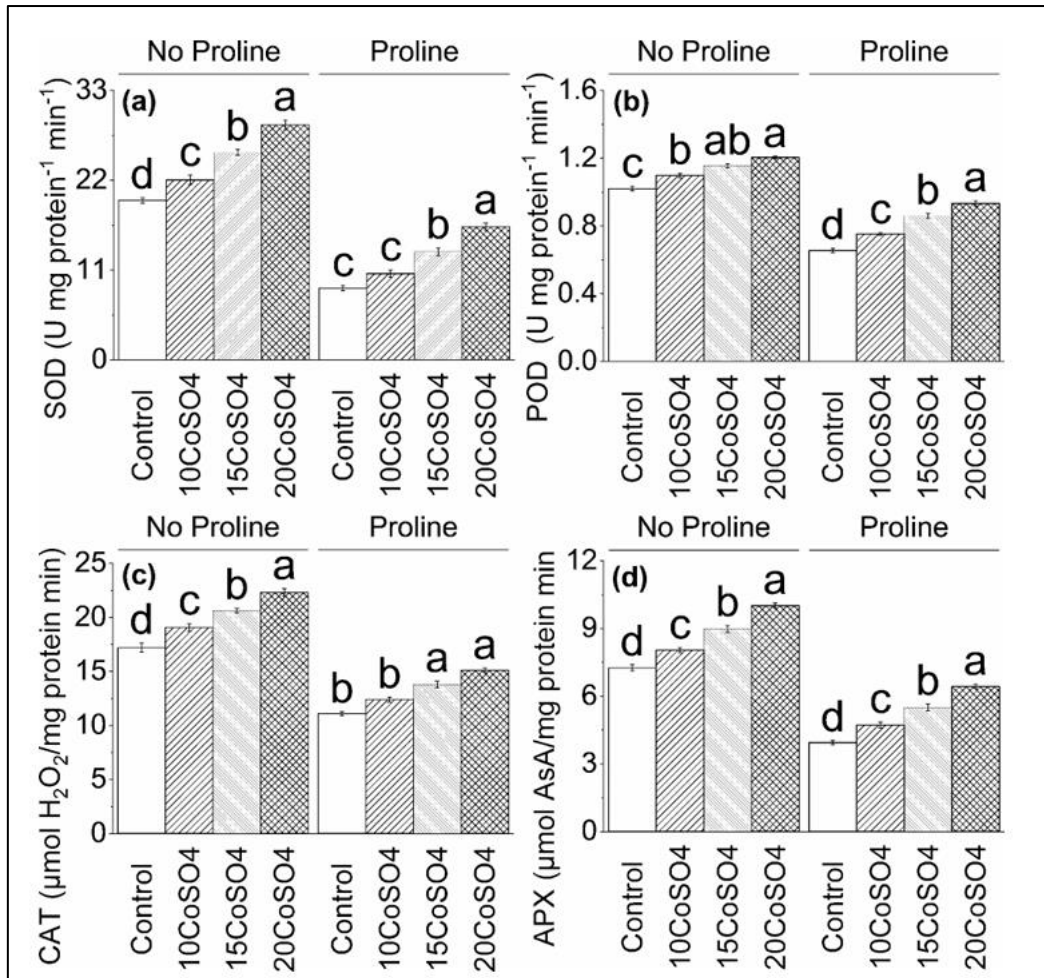 No Proline Proline
(a)
SOD (U mg protein⁻¹ min⁻¹)
33
22
11
0
d c b a c c b a
Control 10CoSO4 15CoSO4 20CoSO4 Control 10CoSO4 15CoSO4 20CoSO4
No Proline Proline
(b)
POD (U mg protein⁻¹ min⁻¹)
1.6
1.2
0.8
0.4
0.0
c b ab a d c b a
Control 10CoSO4 15CoSO4 20CoSO4 Control 10CoSO4 15CoSO4 20CoSO4
No Proline Proline
(c)
CAT (µmol H₂O₂/mg protein min)
25
20
15
10
5
0
d c b a b b a a
Control 10CoSO4 15CoSO4 20CoSO4 Control 10CoSO4 15CoSO4 20CoSO4
No Proline Proline
(d)
APX (µmol AsA/mg protein min
12
9
6
3
0
d c b a d c b a
Control 10CoSO4 15CoSO4 20CoSO4 Control 10CoSO4 15CoSO4 20CoSO4